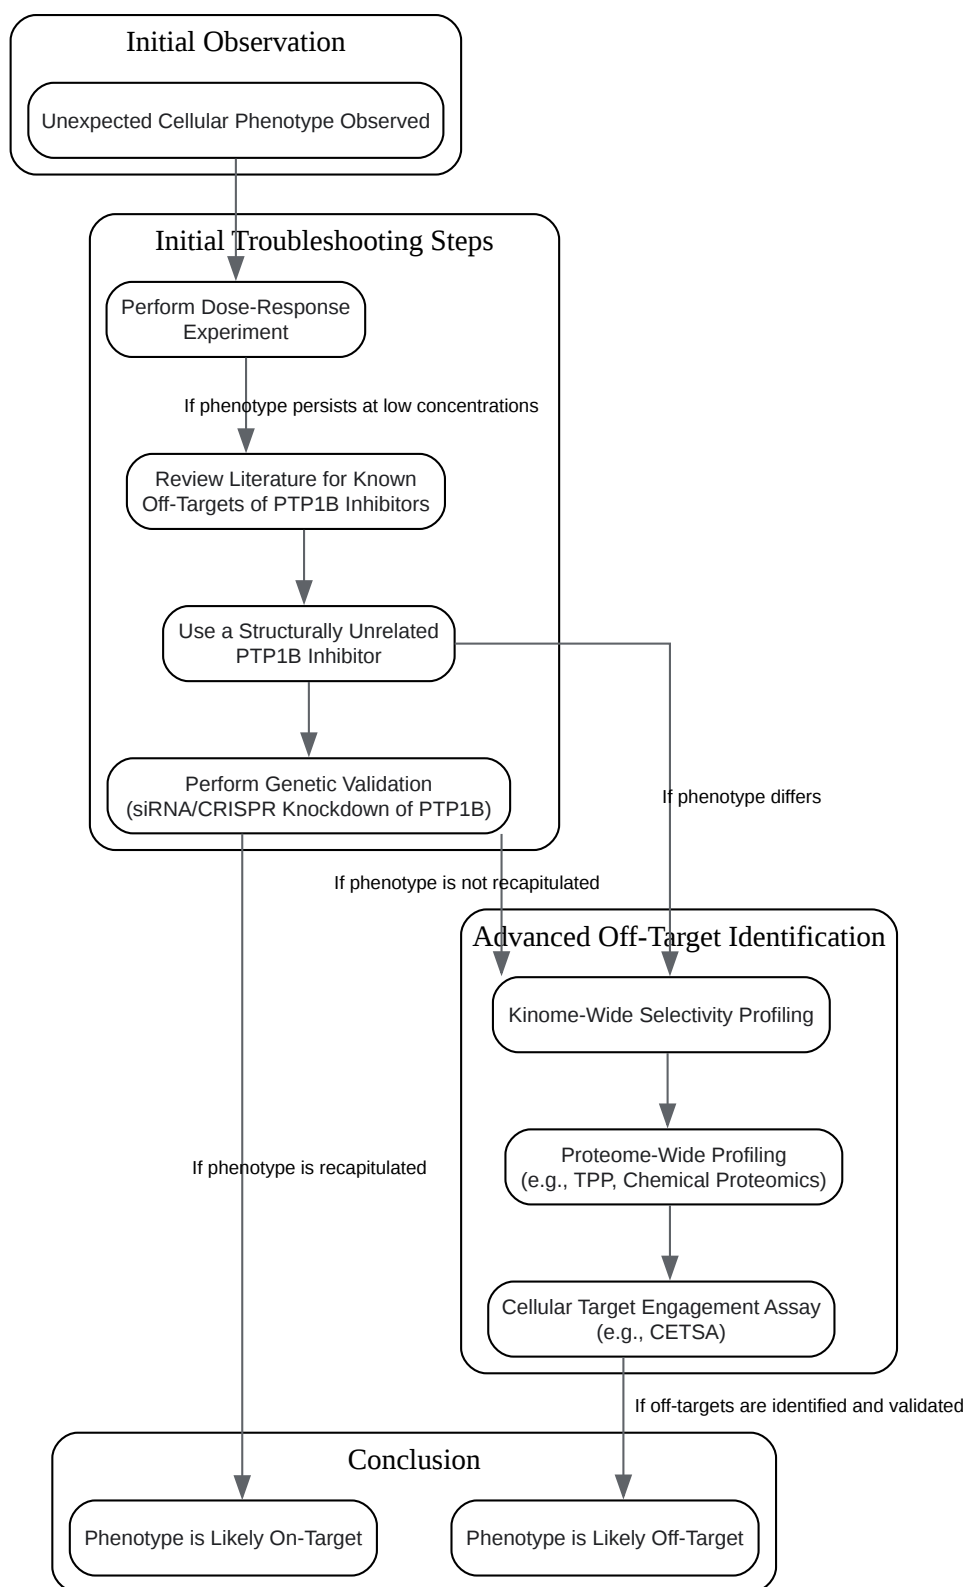 Initial Observation
Unexpected Cellular Phenotype Observed
Initial Troubleshooting Steps
Perform Dose-Response
Experiment
If phenotype persists at low concentrations
Review Literature for Known
Off-Targets of PTP1B Inhibitors
Use a Structurally Unrelated
PTP1B Inhibitor
Perform Genetic Validation
(siRNA/CRISPR Knockdown of PTP1B)
If phenotype differs
If phenotype is not recapitulated
Advanced Off-Target Identification
Kinome-Wide Selectivity Profiling
Proteome-Wide Profiling
(e.g., TPP, Chemical Proteomics)
If phenotype is recapitulated
Cellular Target Engagement Assay
(e.g., CETSA)
If off-targets are identified and validated
Conclusion
Phenotype is Likely On-Target
Phenotype is Likely Off-Target